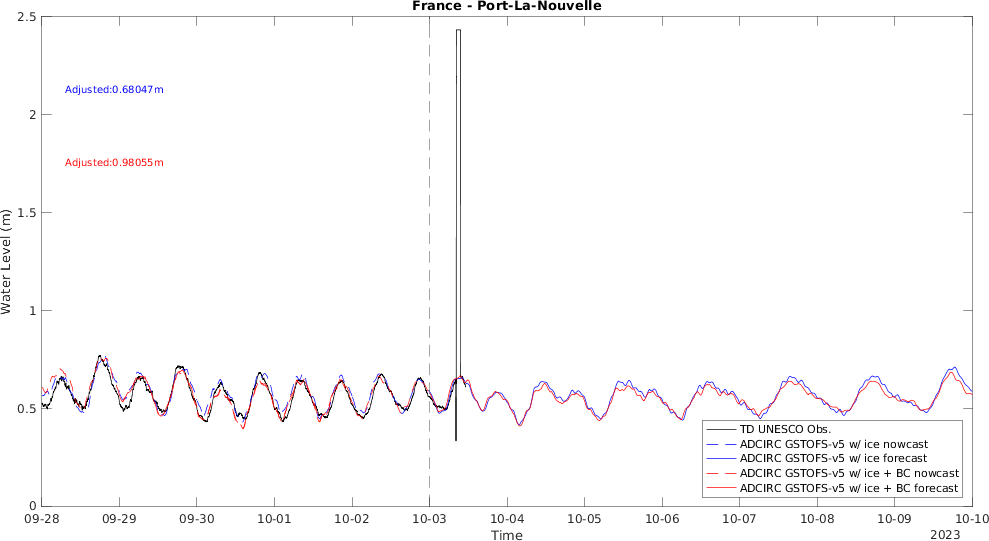 France - Port-La-Nouvelle
2.5
2
1.5
1
0.5
0
Water Level (m)
Adjusted:0.68047m
Adjusted:0.98055m
TD UNESCO Obs.
ADCIRC GSTOFS-v5 w/ ice nowcast
ADCIRC GSTOFS-v5 w/ ice forecast
ADCIRC GSTOFS-v5 w/ ice + BC nowcast
ADCIRC GSTOFS-v5 w/ ice + BC forecast
09-28 09-29 09-30 10-01 10-02 10-03 10-04 10-05 10-06 10-07 10-08 10-09 10-10
Time
2023